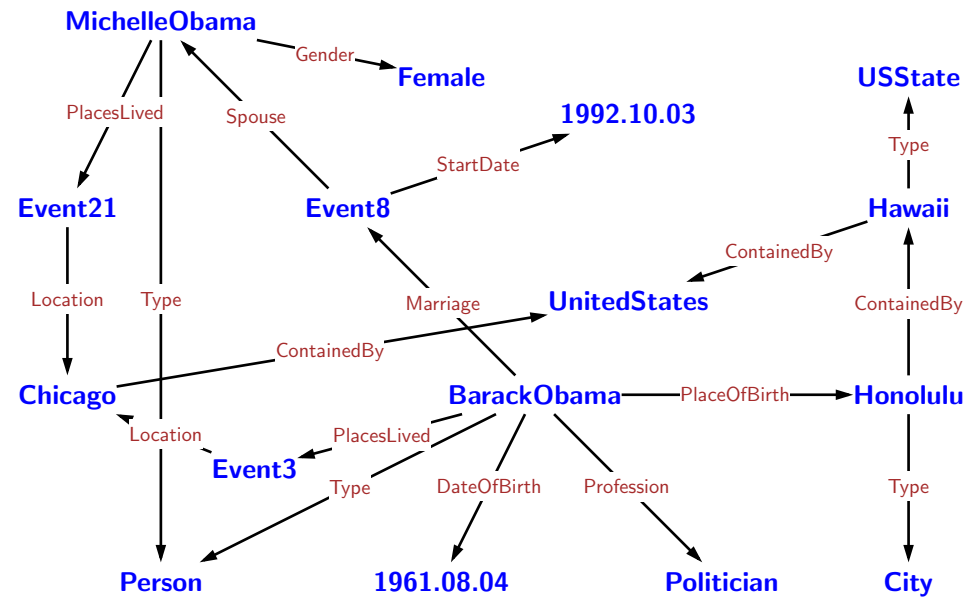 MichelleObama
Gender
Female
USState
PlacesLived
Spouse
1992.10.03
StartDate
Type
Event21
Event8
Hawaii
ContainedBy
Location
Type
Marriage
UnitedStates
ContainedBy
ContainedBy
Chicago
BarackObama
PlaceOfBirth
Honolulu
Location
PlacesLived
Event3
Type
DateOfBirth
Profession
Type
Person
1961.08.04
Politician
City